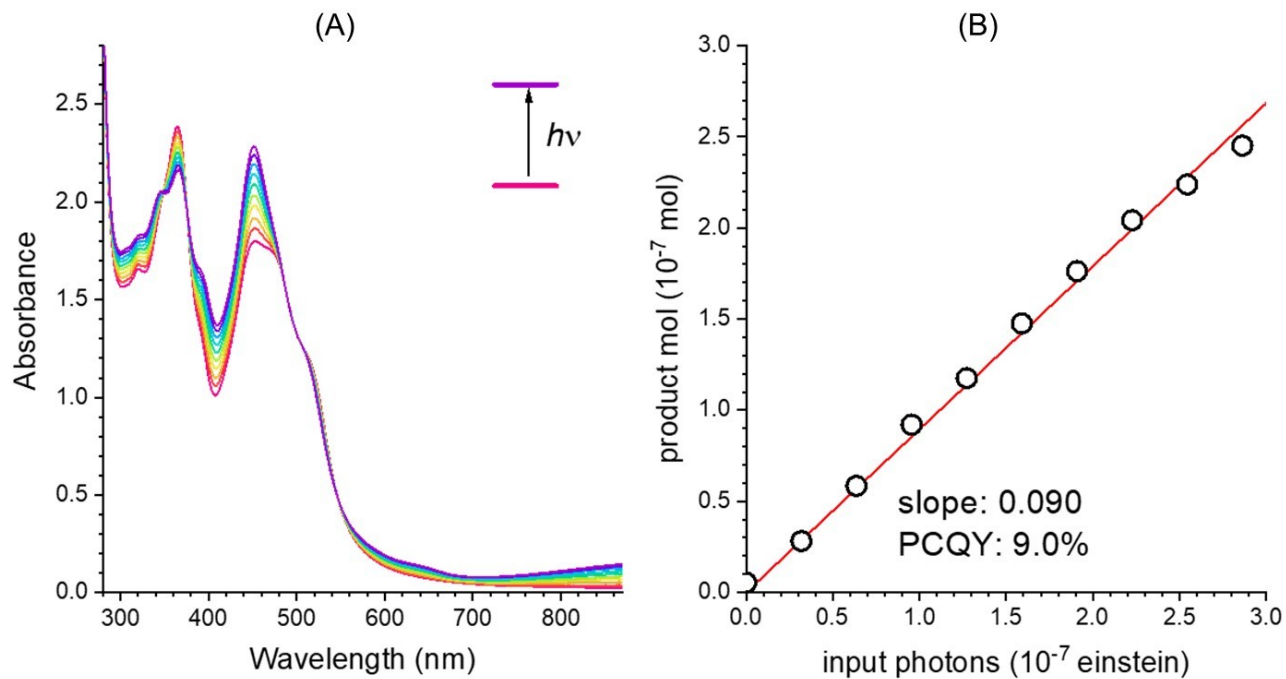 (A)
Absorbance
3.0
2.5
2.0
1.5
1.0
0.5
0.0
hν
300 400 500 600 700 800
Wavelength (nm)
(B)
product mol (10⁻⁷ mol)
3.0
2.5
2.0
1.5
1.0
0.5
0.0
slope: 0.090
PCQY: 9.0%
0.0 0.5 1.0 1.5 2.0 2.5 3.0
input photons (10⁻⁷ einstein)